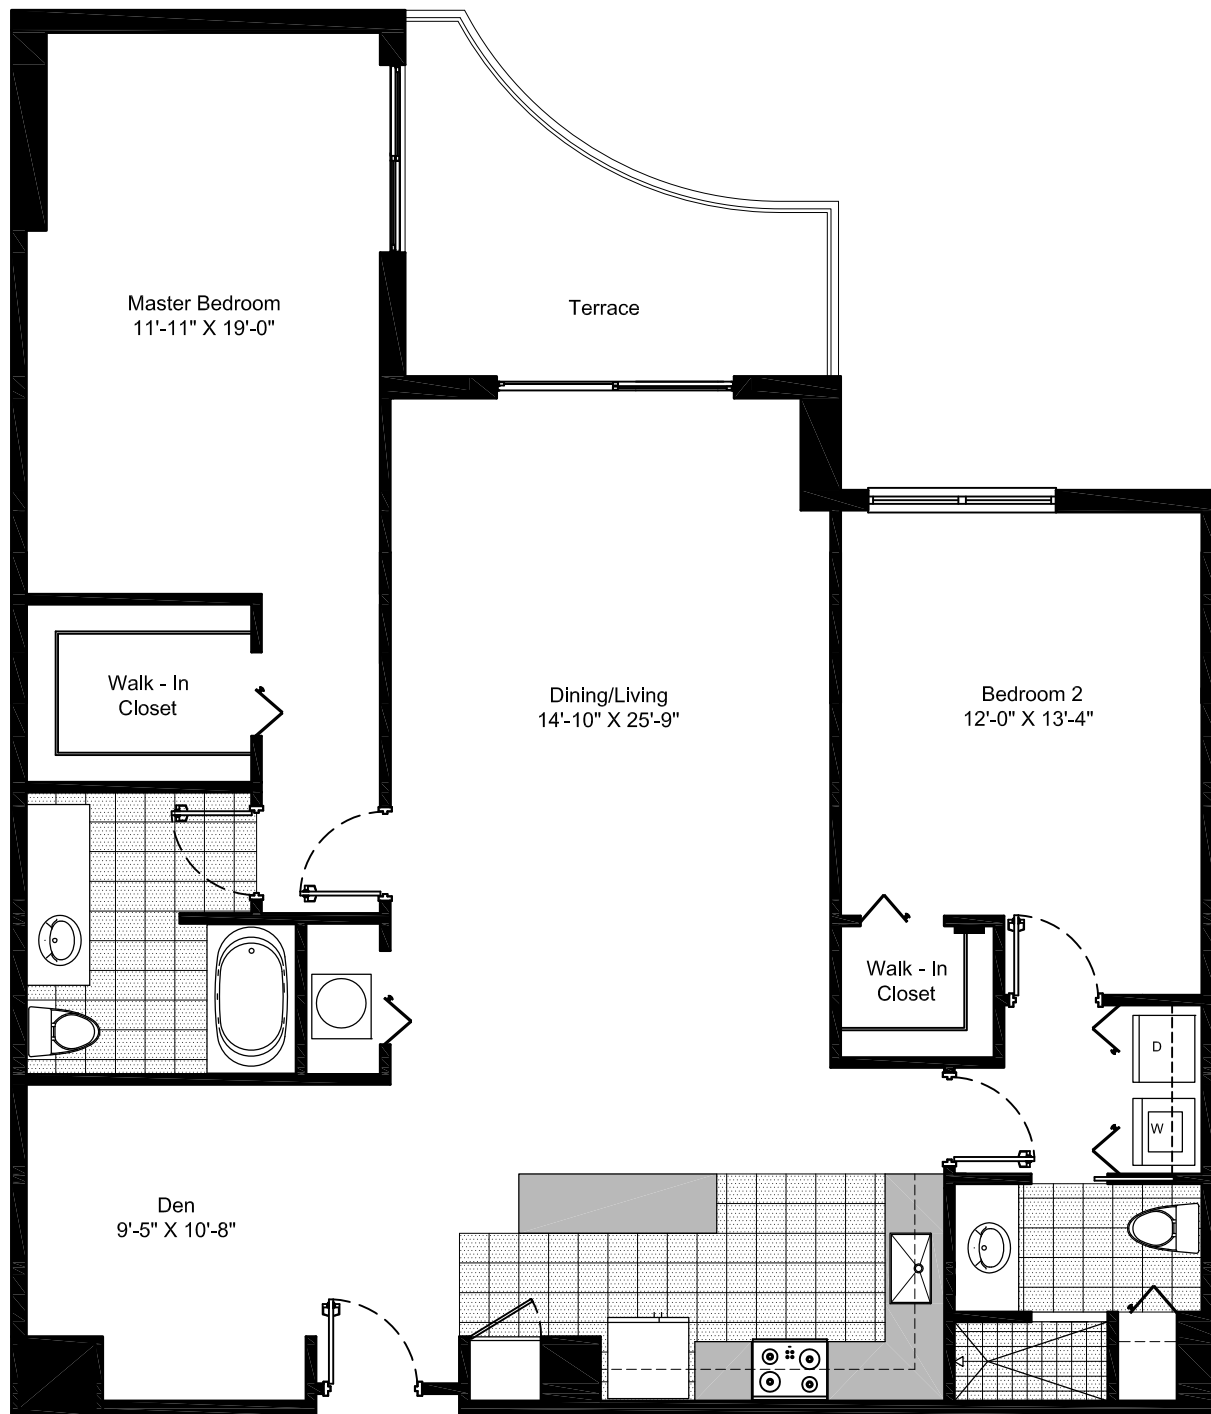 Master Bedroom
11'-11" X 19'-0"
Terrace
Walk - In
Closet
Dining/Living
14'-10" X 25'-9"
Bedroom 2
12'-0" X 13'-4"
Walk - In
Closet
D
W
Den
9'-5" X 10'-8"